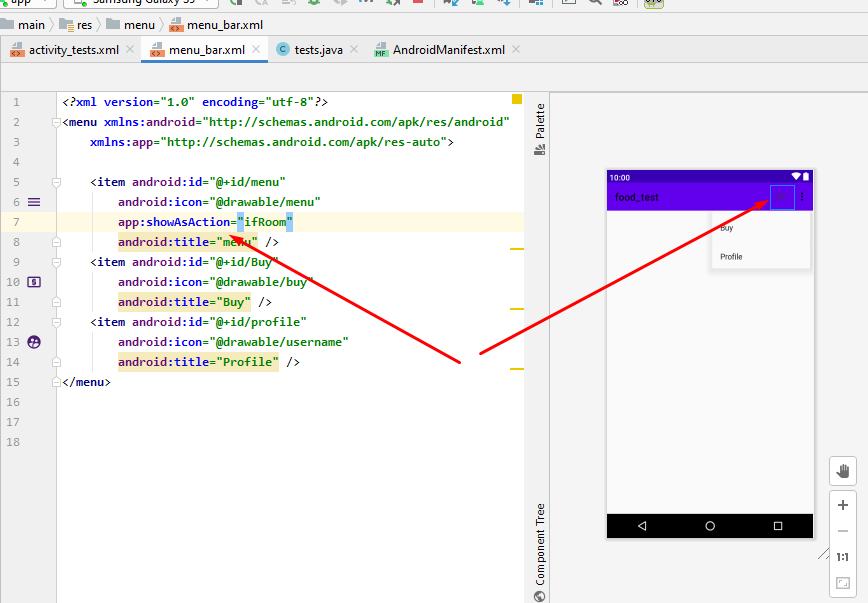 main res menu menu_bar.xml
activity_tests.xml menu_bar.xml tests.java AndroidManifest.xml
1 <?xml version="1.0" encoding="utf-8"?>
2 <menu xmlns:android="http://schemas.android.com/apk/res/android"
3 xmlns:app="http://schemas.android.com/apk/res-auto">
4
5 <item android:id="@+id/menu"
6 android:icon="@drawable/menu"
7 app:showAsAction="ifRoom"
8 android:title="menu" />
9 <item android:id="@+id/Buy"
10 android:icon="@drawable/buy"
11 android:title="Buy" />
12 <item android:id="@+id/profile"
13 android:icon="@drawable/username"
14 android:title="Profile" />
15 </menu>
16
17
18
Palette
Component Tree
10:00
food_test
Buy
Profile
1:1